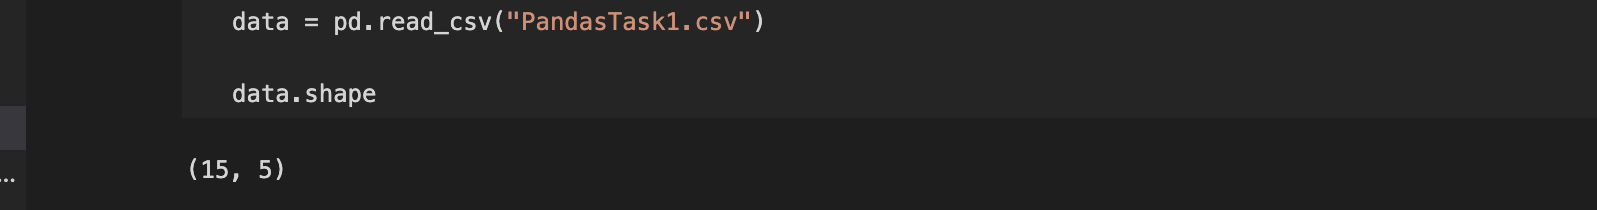 data = pd.read_csv("PandasTask1.csv")
data.shape
(15, 5)
...